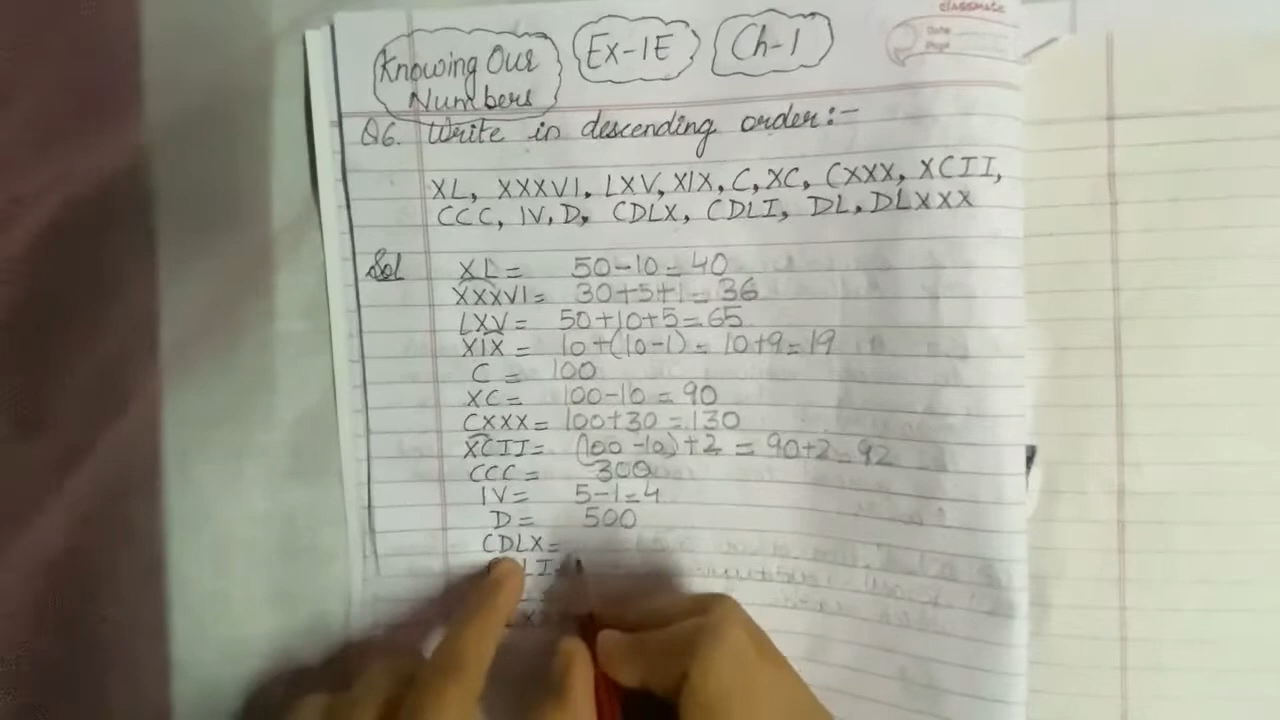 classmate
Date
Page
Knowing Our
Numbers
Ex-1E
Ch-1
Q6. Write in descending order:-
XL, XXXVI, LXV, XIX, C, XC, CXXX, XCII,
CCC, IV, D, CDLX, CDLI, DL, DLXXX
Sol
XL = 50-10=40
XXXVI= 30+5+1=36
LXV= 50+10+5=65
XIX = 10+(10-1)= 10+9=19
C = 100
XC= 100-10=90
CXXX=100+30=130
XCII= (100-10)+2 = 90+2=92
CCC= 300
IV= 5-1=4
D= 500
CDLX=